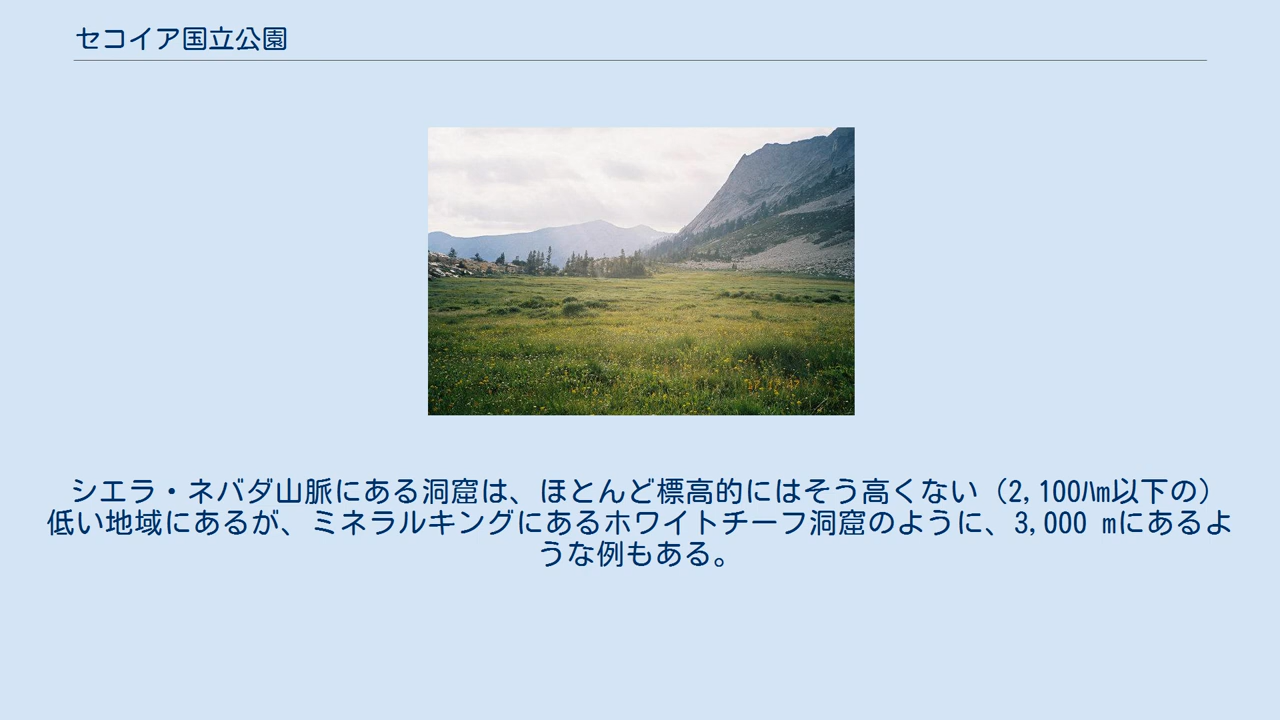 セコイア国立公園
シエラ・ネバダ山脈にある洞窟は、ほとんど標高的にはそう高くない（2,100ﾊm以下の）
低い地域にあるが、ミネラルキングにあるホワイトチーフ洞窟のように、3,000 mにあるよ
うな例もある。